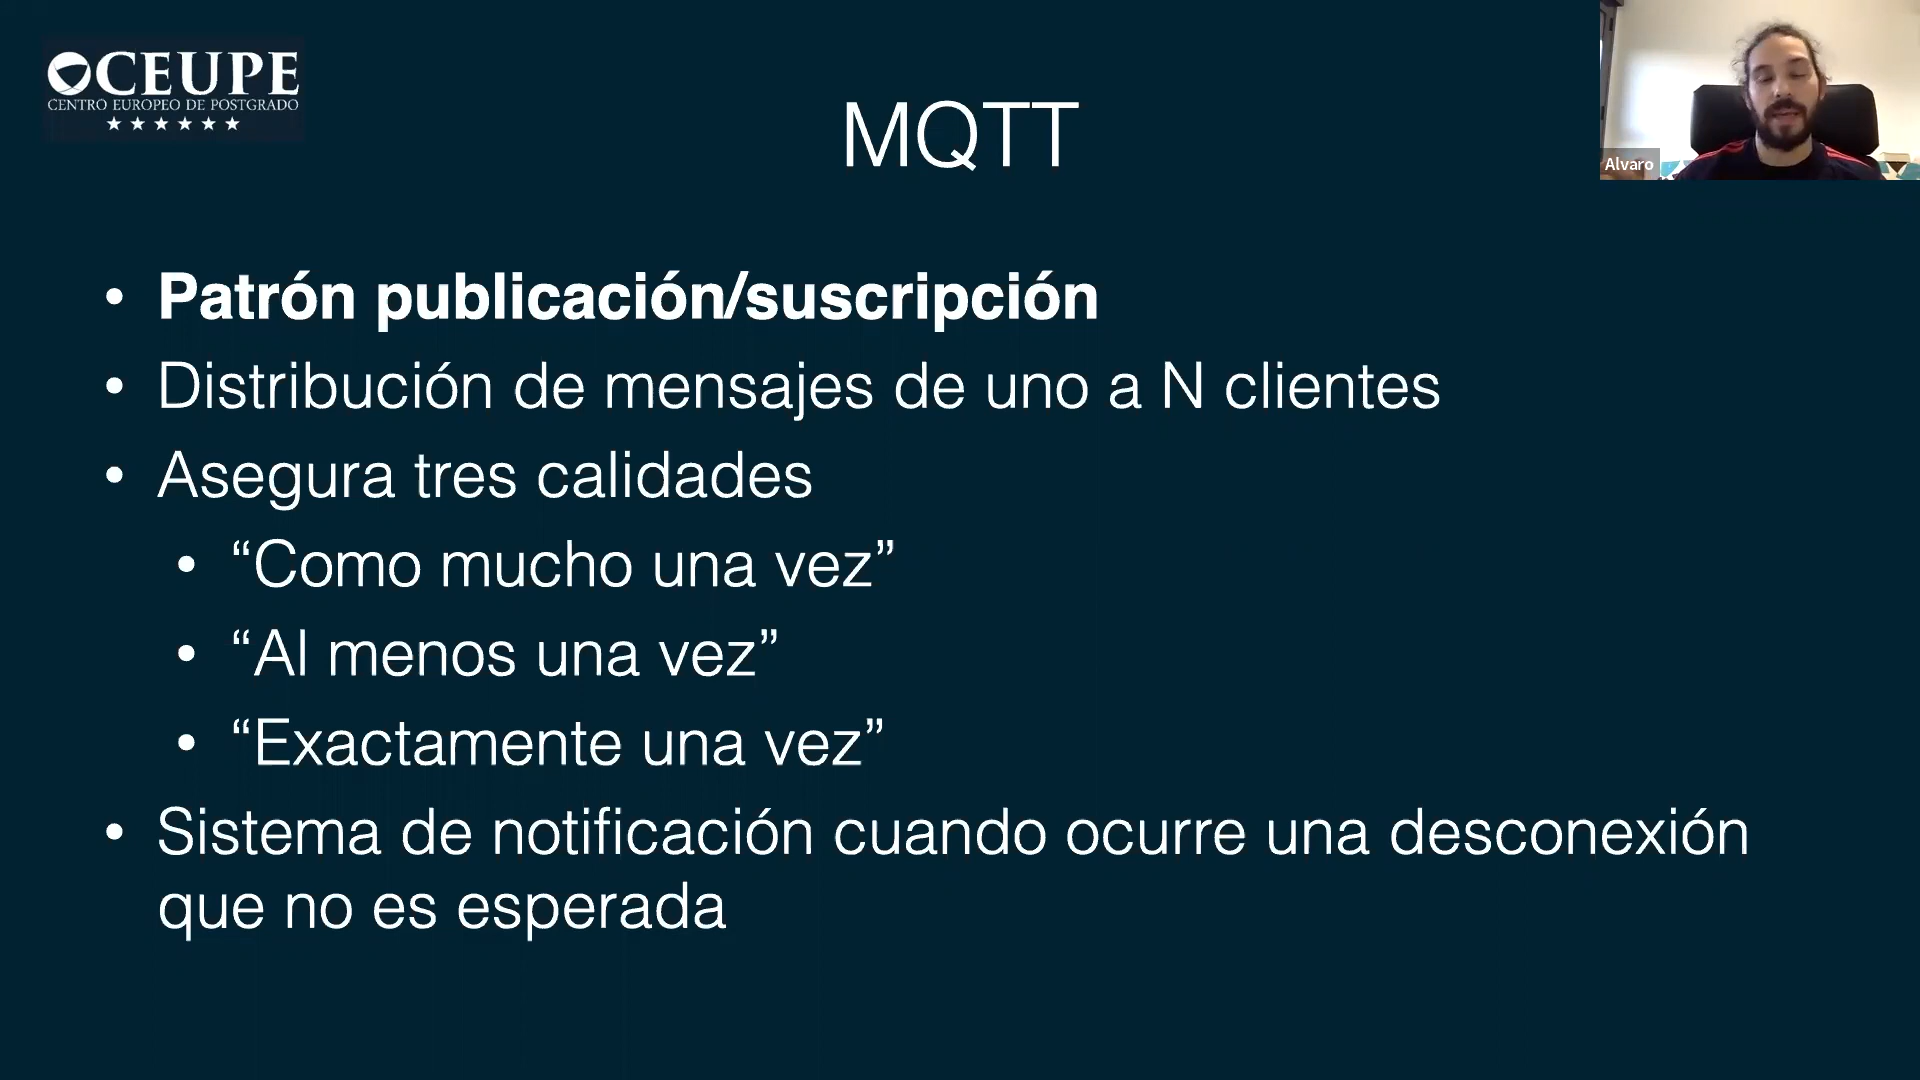 CEUPE
CENTRO EUROPEO DE POSTGRADO
MQTT
Alvaro
• Patrón publicación/suscripción
• Distribución de mensajes de uno a N clientes
• Asegura tres calidades
• “Como mucho una vez”
• “Al menos una vez”
• “Exactamente una vez”
• Sistema de notificación cuando ocurre una desconexión
que no es esperada